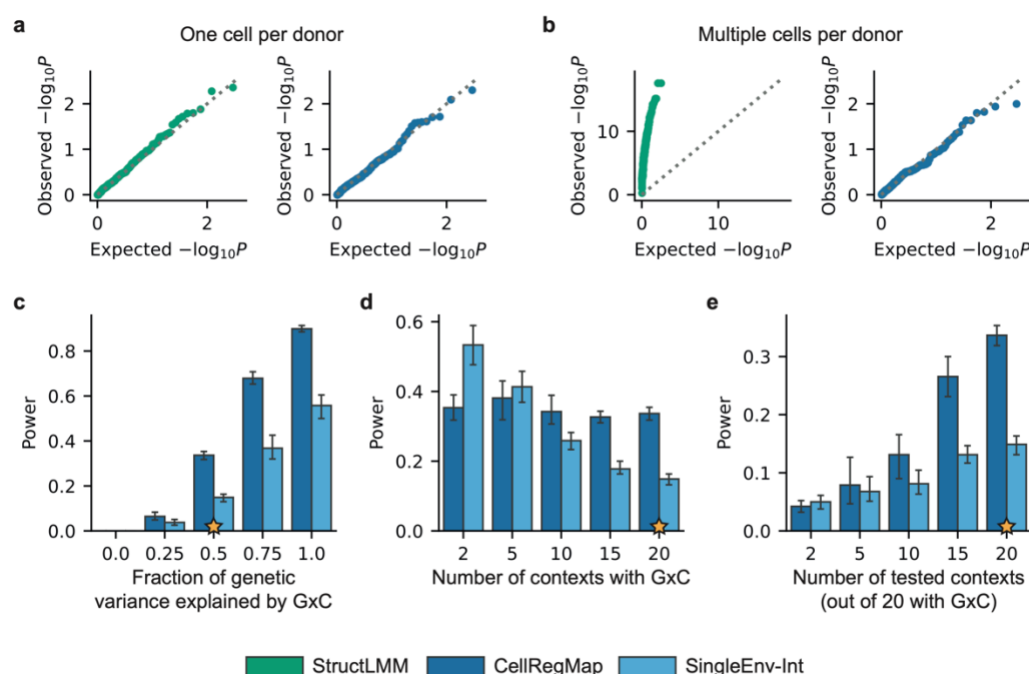 a
One cell per donor
Observed −log₁₀P
2
1
0
0
2
Expected −log₁₀P
Observed −log₁₀P
2
1
0
0
2
Expected −log₁₀P
b
Multiple cells per donor
Observed −log₁₀P
10
0
0
10
Expected −log₁₀P
Observed −log₁₀P
2
1
0
0
2
Expected −log₁₀P
c
Power
0.8
0.6
0.4
0.2
0.0
0.0 0.25 0.5 0.75 1.0
Fraction of genetic
variance explained by GxC
d
Power
0.6
0.4
0.2
0.0
2 5 10 15 20
Number of contexts with GxC
e
Power
0.3
0.2
0.1
0.0
2 5 10 15 20
Number of tested contexts
(out of 20 with GxC)
StructLMM CellRegMap SingleEnv-Int